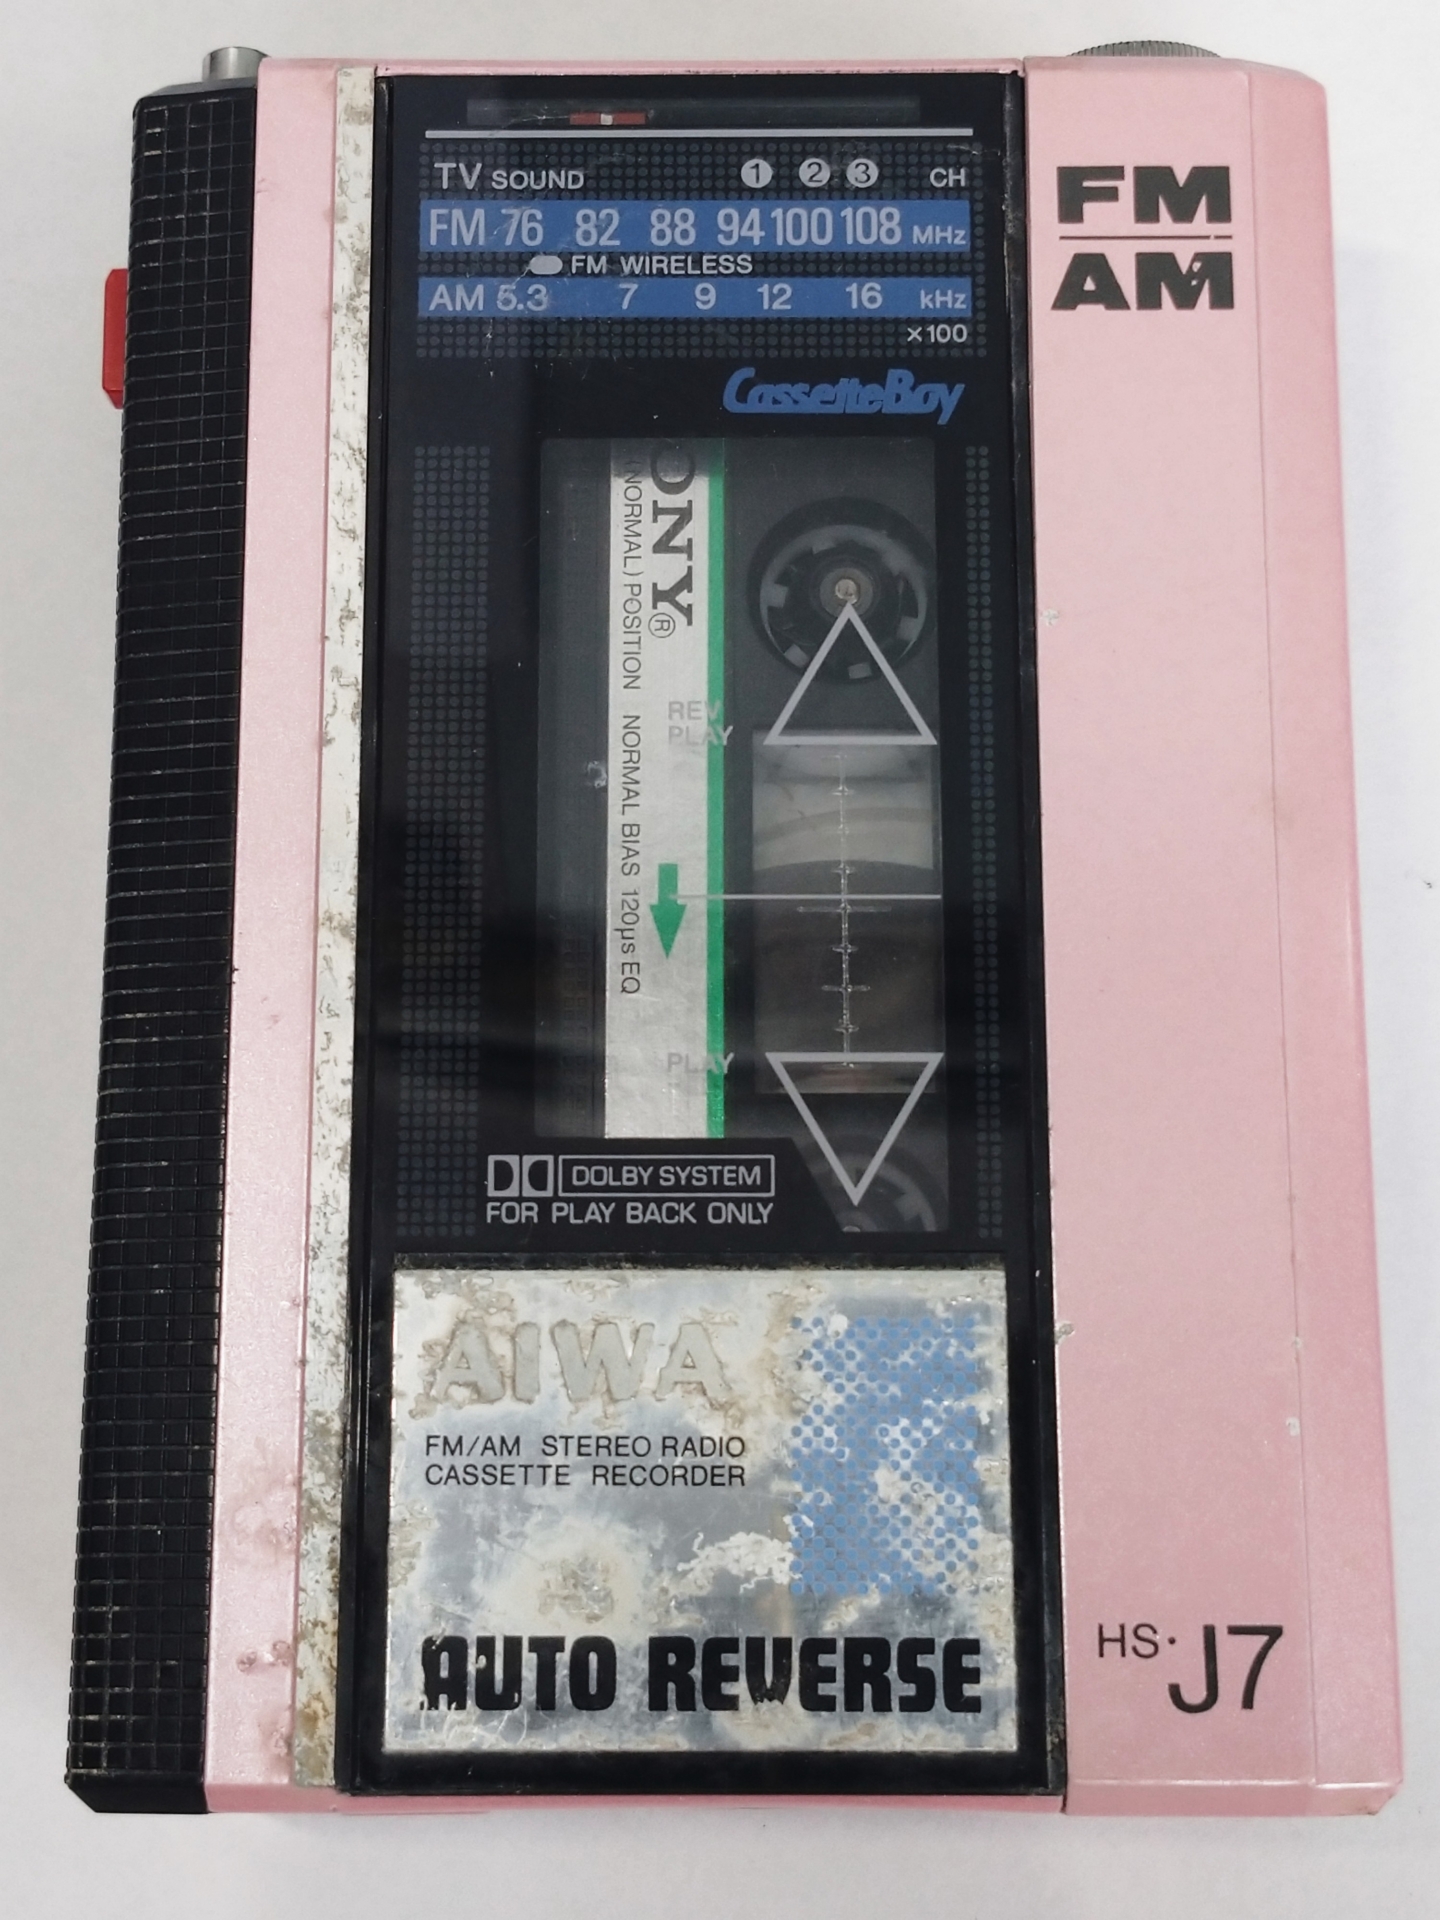 TV SOUND 1 2 3 CH
FM 76 82 88 94 100 108 MHz
FM WIRELESS
AM 5.3 7 9 12 16 kHz
×100
CassetteBoy
FM
AM
ONY®
(NORMAL) POSITION NORMAL BIAS 120µs EQ
REV
PLAY
PLAY
DOLBY SYSTEM
FOR PLAY BACK ONLY
AIWA
FM/AM STEREO RADIO
CASSETTE RECORDER
AUTO REVERSE
HS·J7